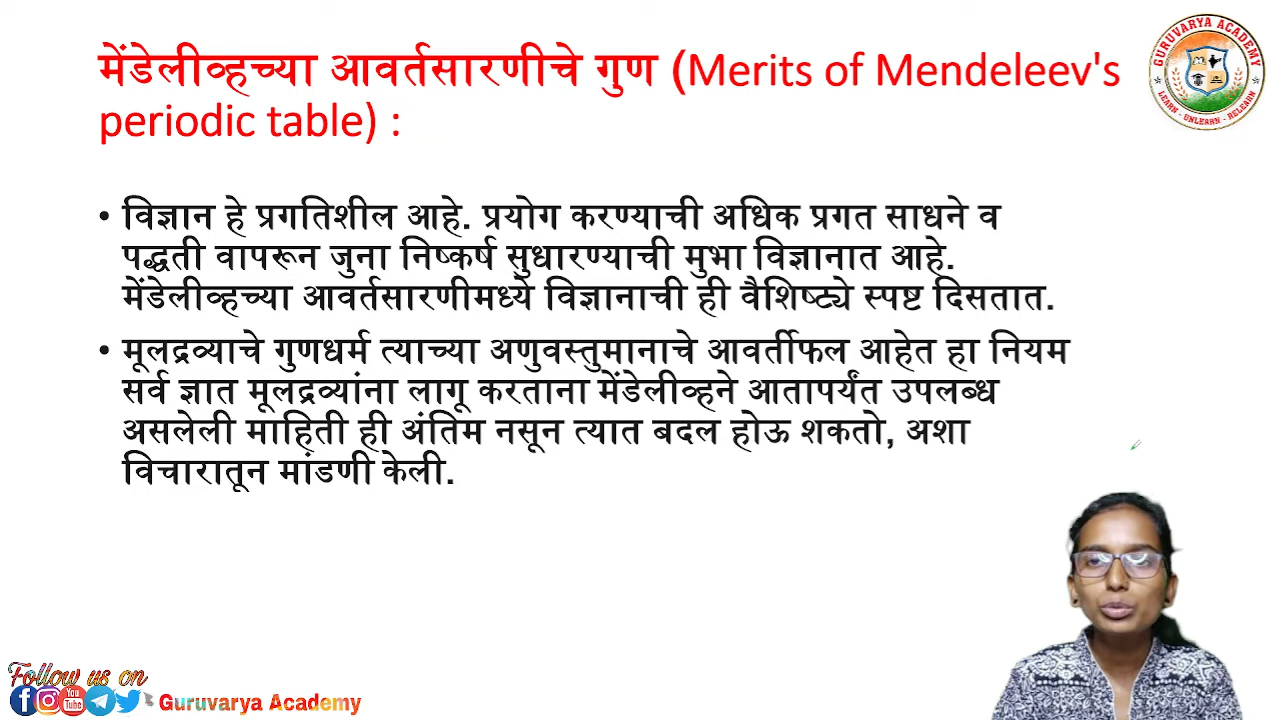 मेंडेलीव्हच्या आवर्तसारणीचे गुण (Merits of Mendeleev's
periodic table) :
GURUVARYA ACADEMY
LEARN - UNLEARN - RELEARN
• विज्ञान हे प्रगतिशील आहे. प्रयोग करण्याची अधिक प्रगत साधने व
पद्धती वापरून जुना निष्कर्ष सुधारण्याची मुभा विज्ञानात आहे.
मेंडेलीव्हच्या आवर्तसारणीमध्ये विज्ञानाची ही वैशिष्ट्ये स्पष्ट दिसतात.
• मूलद्रव्याचे गुणधर्म त्याच्या अणुवस्तुमानाचे आवर्तीफल आहेत हा नियम
सर्व ज्ञात मूलद्रव्यांना लागू करताना मेंडेलीव्हने आतापर्यंत उपलब्ध
असलेली माहिती ही अंतिम नसून त्यात बदल होऊ शकतो, अशा
विचारातून मांडणी केली.
Follow us on
You Tube
Guruvarya Academy